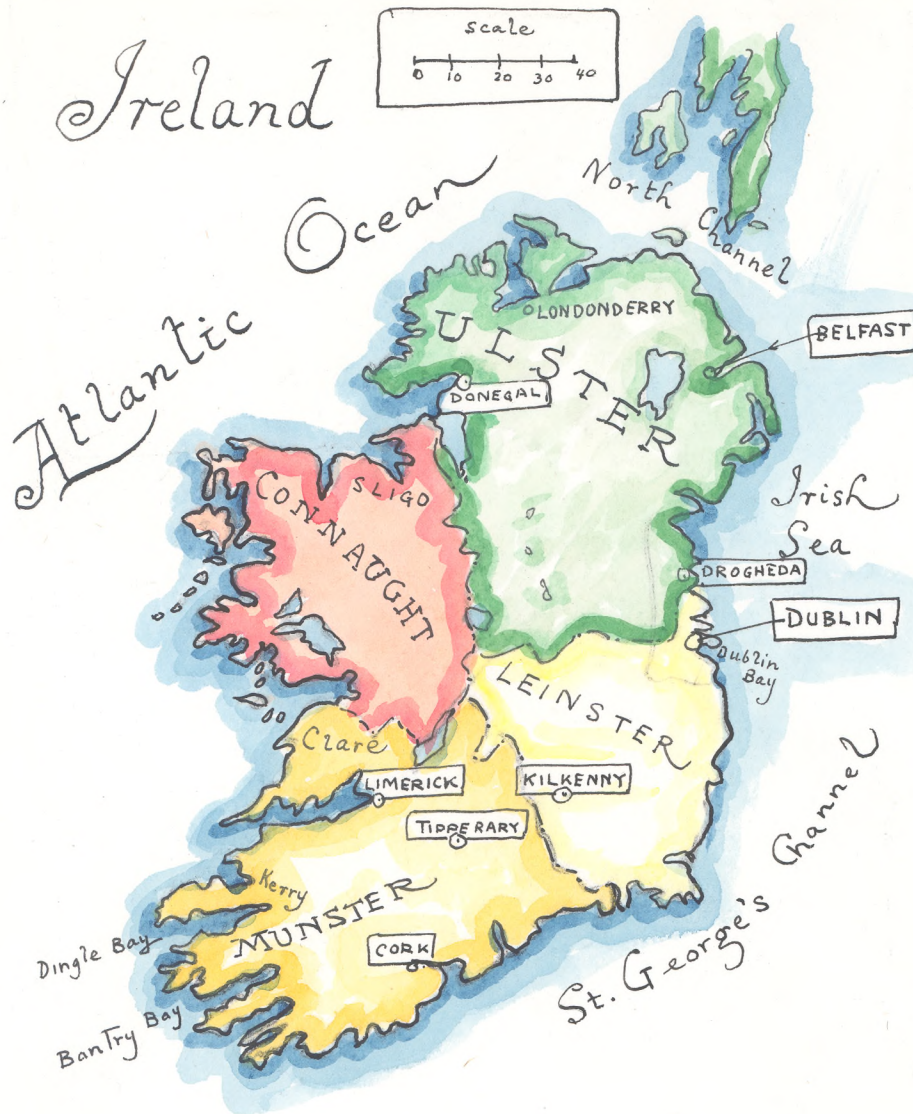 Ireland
scale
0 10 20 30 40
North Channel
Atlantic Ocean
LONDONDERRY
ULSTER
BELFAST
DONEGAL
CONNAUGHT
SLIGO
Irish
Sea
DROGHEDA
DUBLIN
Dublin
Bay
LEINSTER
Clare
LIMERICK
KILKENNY
TIPPERARY
Kerry
MUNSTER
CORK
Dingle Bay
BanTry Bay
St. George's Channel